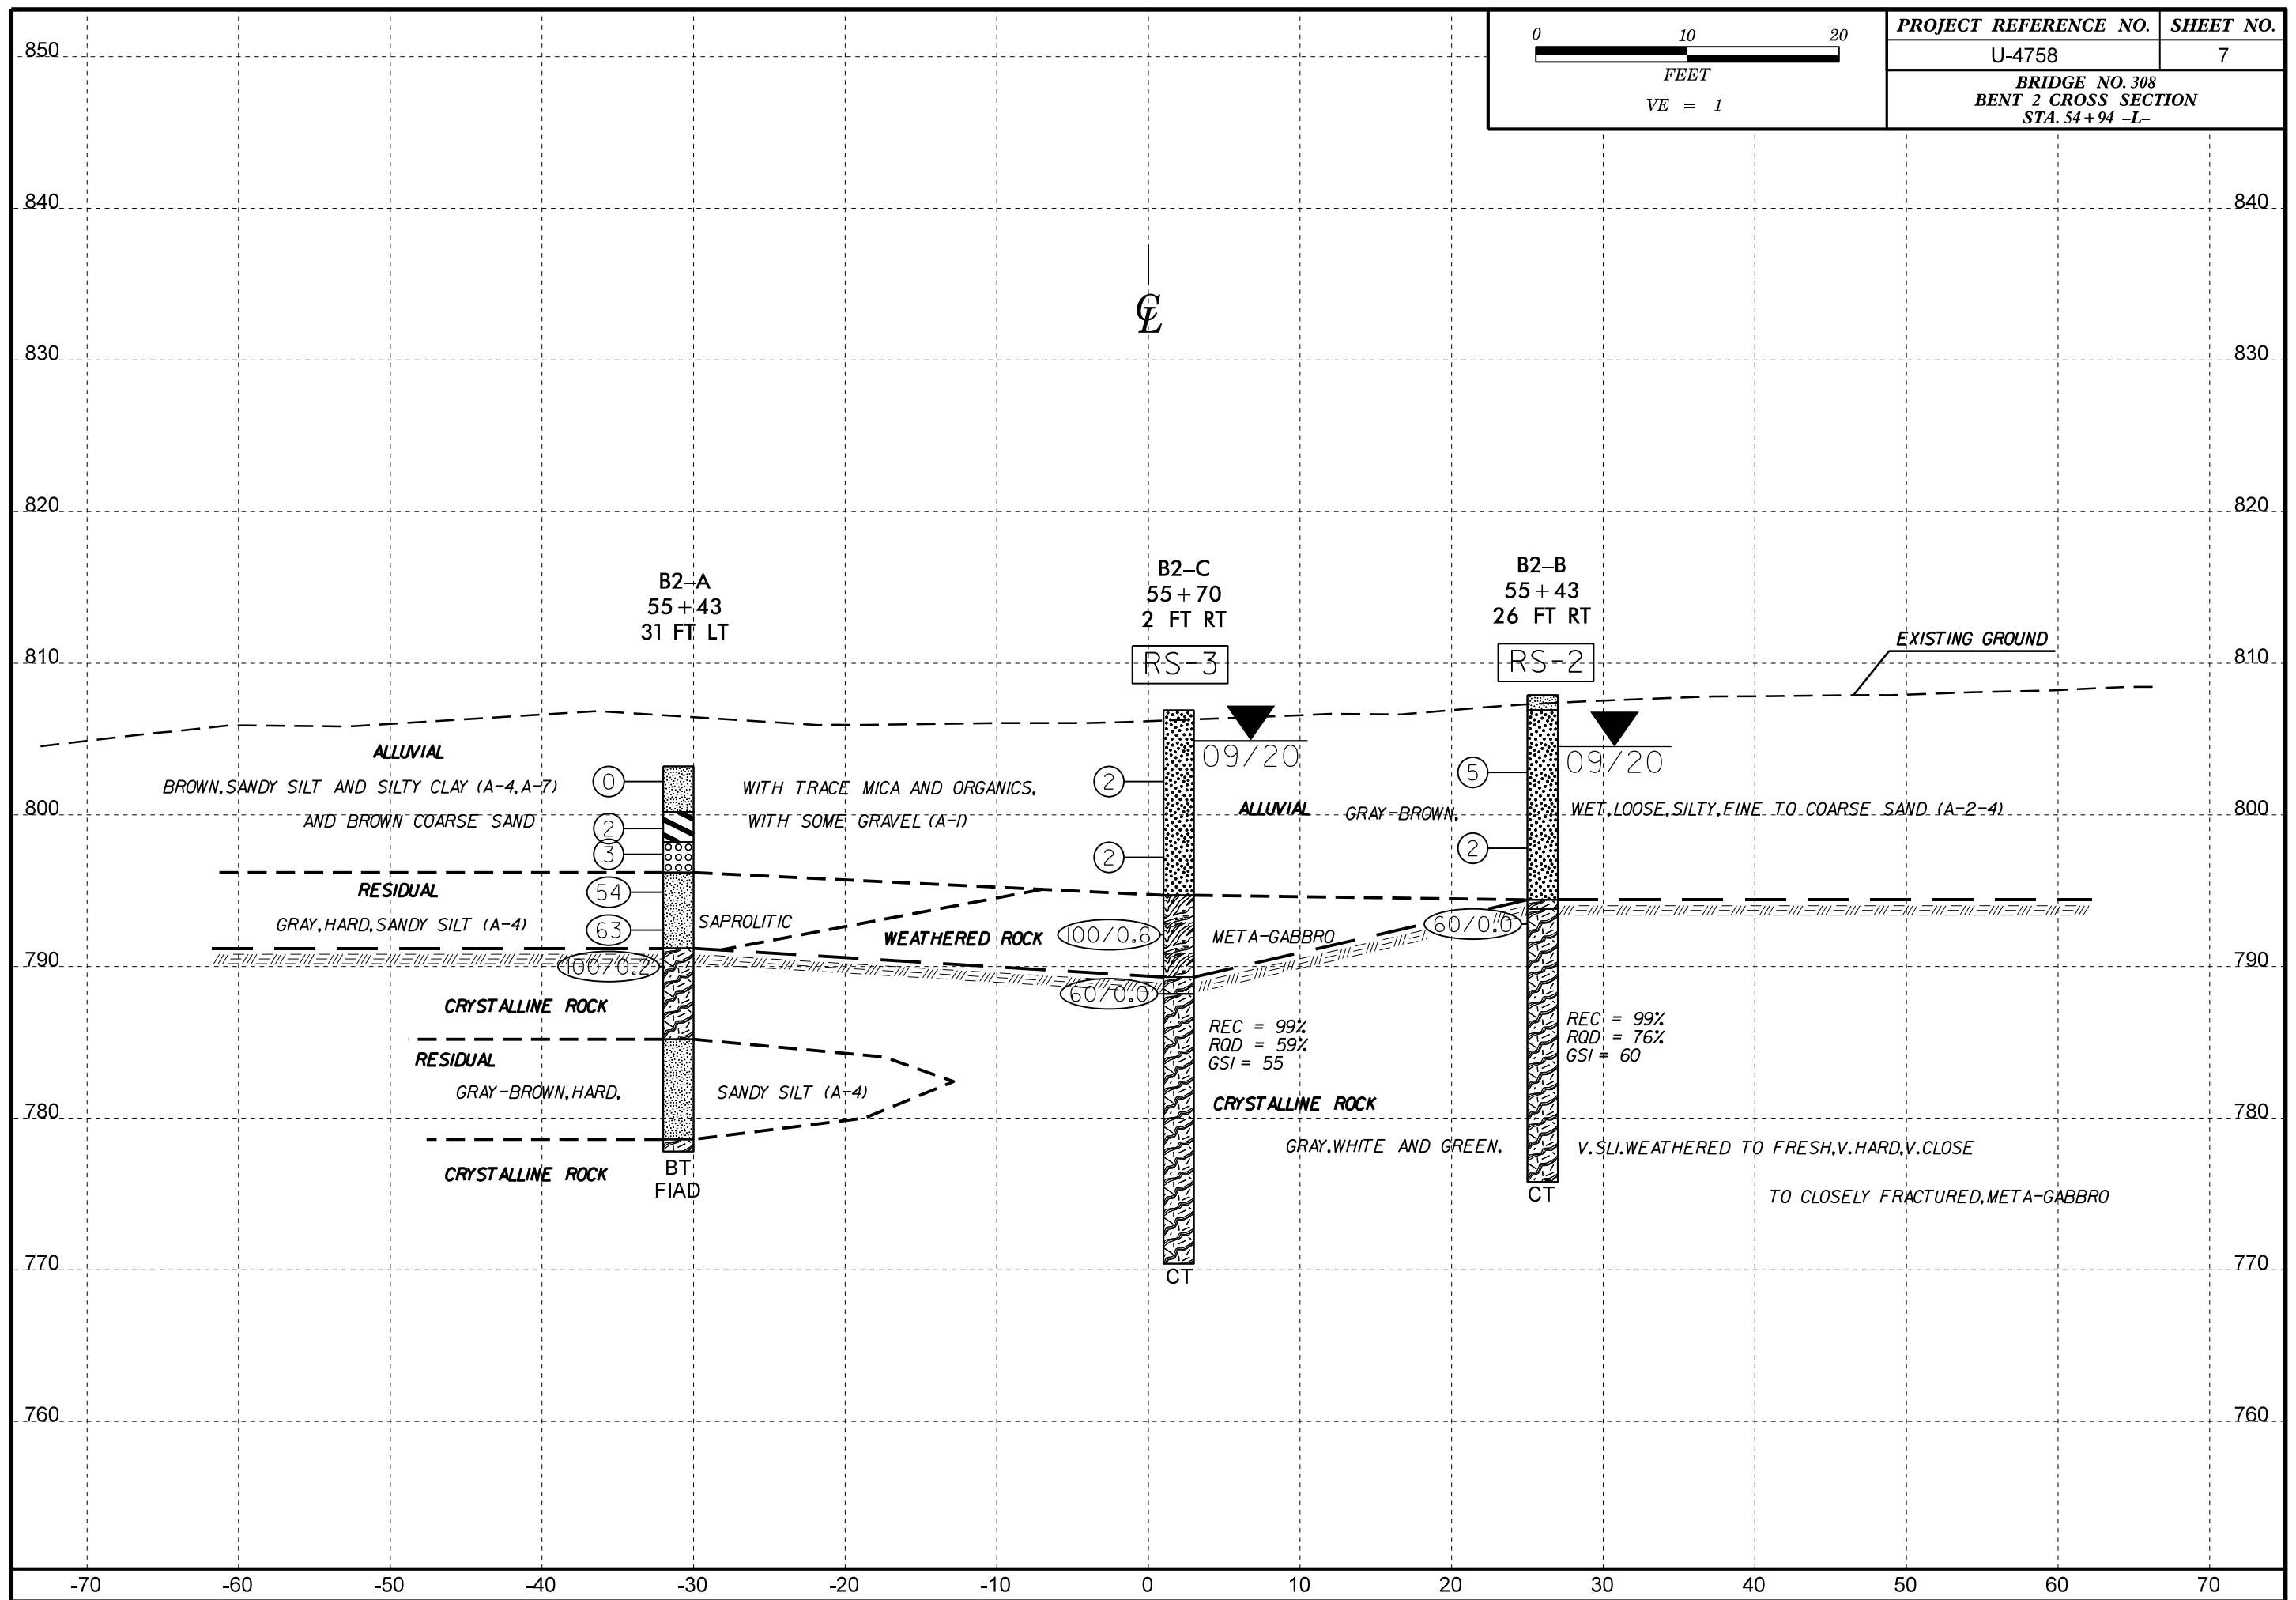 0 10 20
FEET
VE = 1
PROJECT REFERENCE NO. SHEET NO.
U-4758 7
BRIDGE NO. 308
BENT 2 CROSS SECTION
STA. 54+94 -L-
850
840 840
830 830
820 820
810 810
800 800
790 790
780 780
770 770
760 760
℄
B2-A
55+43
31 FT LT
B2-C
55+70
2 FT RT
RS-3
B2-B
55+43
26 FT RT
RS-2
EXISTING GROUND
09/20
09/20
ALLUVIAL
BROWN, SANDY SILT AND SILTY CLAY (A-4, A-7) WITH TRACE MICA AND ORGANICS,
AND BROWN COARSE SAND WITH SOME GRAVEL (A-1)
0
2
3
54
63
100/0.2
2
2
100/0.6
60/0.0
5
2
60/0.0
ALLUVIAL GRAY-BROWN, WET, LOOSE, SILTY, FINE TO COARSE SAND (A-2-4)
RESIDUAL
GRAY, HARD, SANDY SILT (A-4) SAPROLITIC
WEATHERED ROCK META-GABBRO
CRYSTALLINE ROCK
RESIDUAL
GRAY-BROWN, HARD, SANDY SILT (A-4)
CRYSTALLINE ROCK
BT
FIAD
REC = 99%
RQD = 59%
GSI = 55
REC = 99%
RQD = 76%
GSI = 60
CRYSTALLINE ROCK
GRAY, WHITE AND GREEN, V. SLI. WEATHERED TO FRESH, V. HARD, V. CLOSE
TO CLOSELY FRACTURED, META-GABBRO
CT
CT
-70 -60 -50 -40 -30 -20 -10 0 10 20 30 40 50 60 70